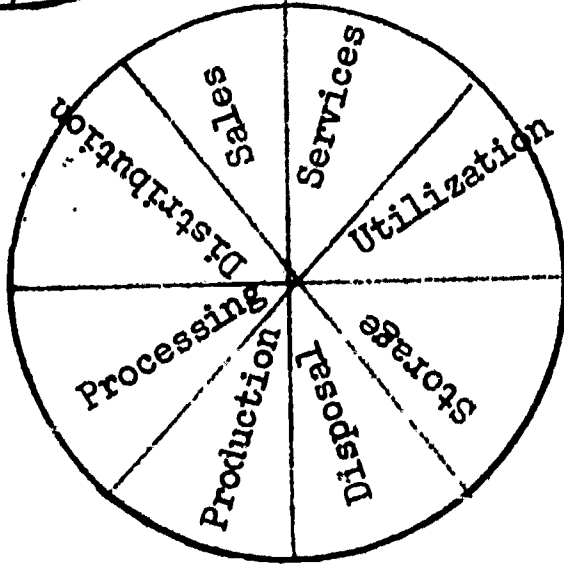 Services
Utilization
Storage
Disposal
Production
Processing
Distribution
Sales